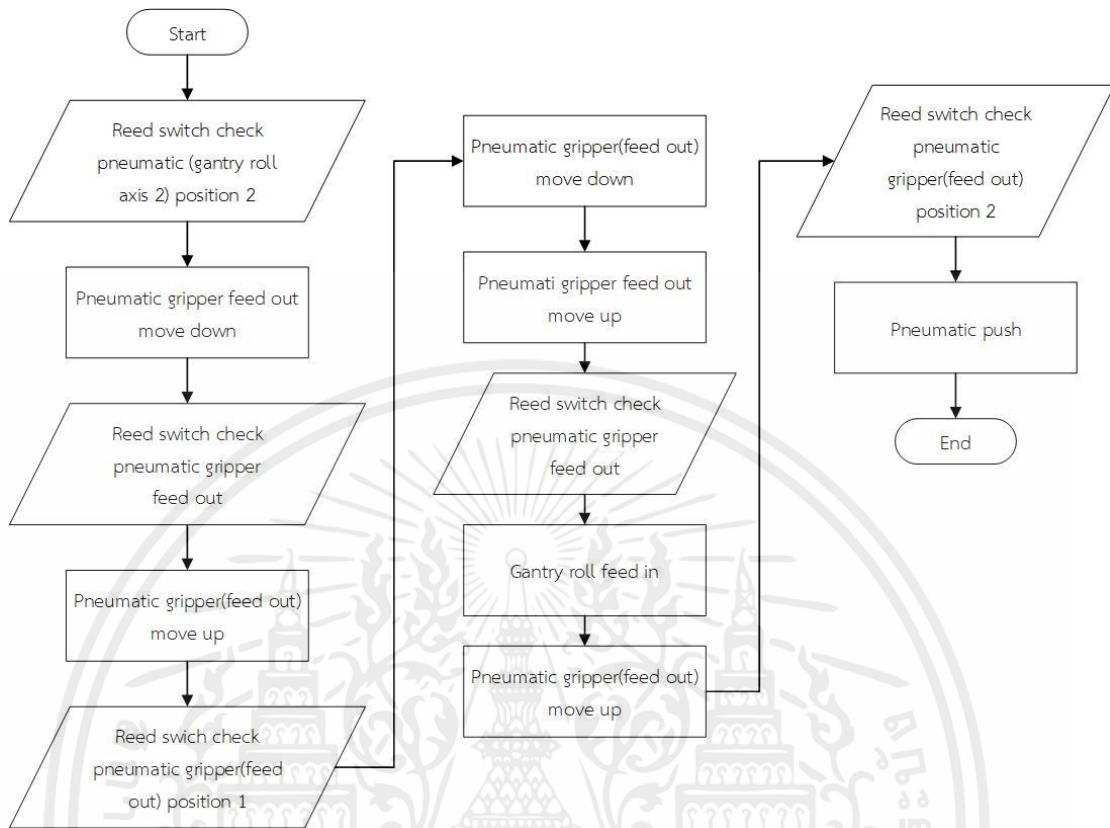 Start
Reed switch check
pneumatic (gantry roll
axis 2) position 2
Pneumatic gripper feed out
move down
Reed switch check
pneumatic gripper
feed out
Pneumatic gripper(feed out)
move up
Reed swich check
pneumatic gripper(feed
out) position 1
Pneumatic gripper(feed out)
move down
Pneumati gripper feed out
move up
Reed switch check
pneumatic gripper
feed out
Gantry roll feed in
Pneumatic gripper(feed out)
move up
Reed switch check
pneumatic
gripper(feed out)
position 2
Pneumatic push
End